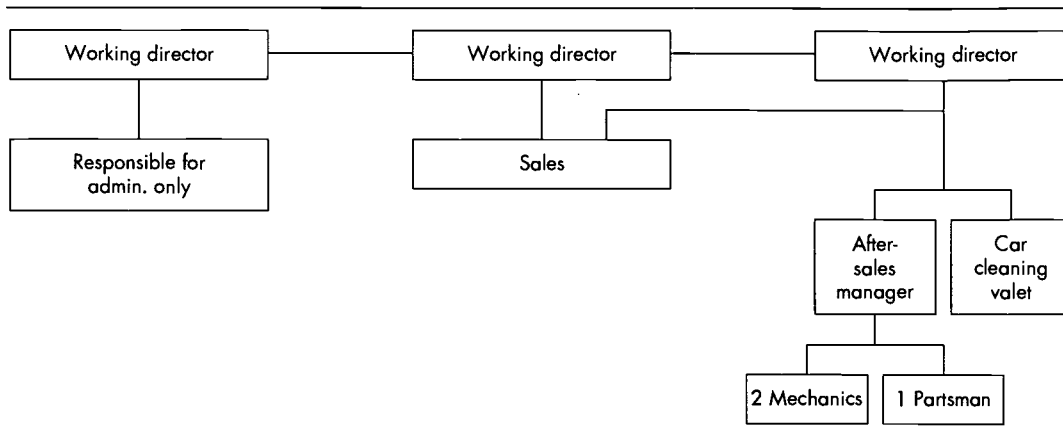 Working director
Working director
Working director
Responsible for
admin. only
Sales
After-
sales
manager
Car
cleaning
valet
2 Mechanics
1 Partsman